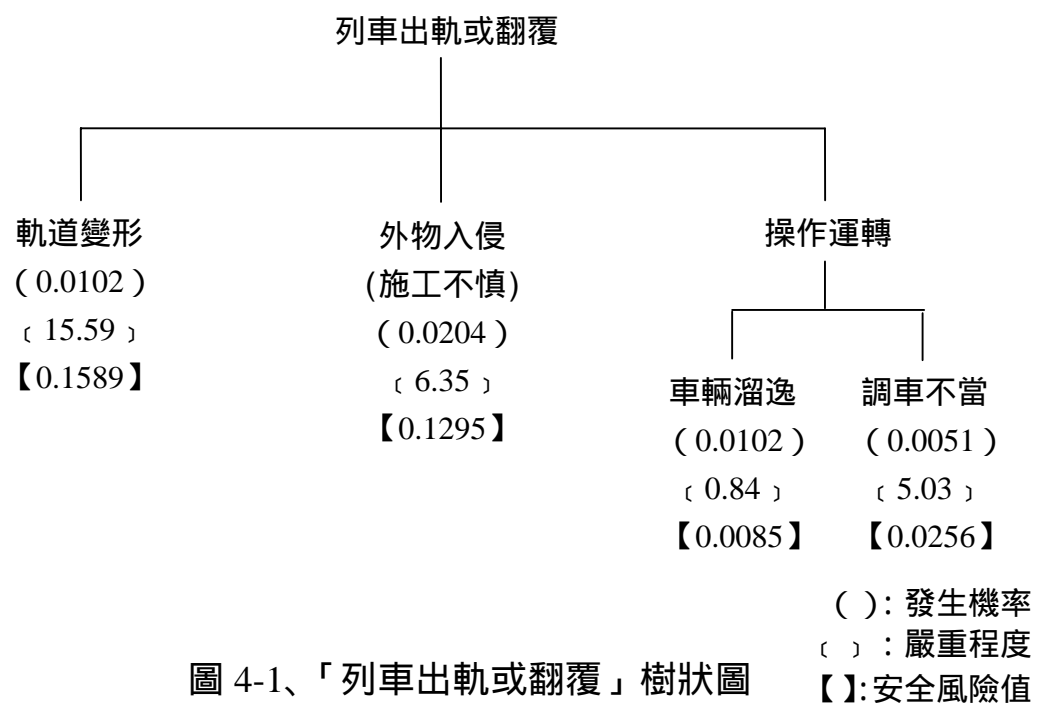 列車出軌或翻覆
軌道變形
（0.0102）
﹝15.59﹞
【0.1589】
外物入侵
(施工不慎)
（0.0204）
﹝6.35﹞
【0.1295】
操作運轉
車輛溜逸
（0.0102）
﹝0.84﹞
【0.0085】
調車不當
（0.0051）
﹝5.03﹞
【0.0256】
（ ）：發生機率
﹝ ﹞：嚴重程度
【 】：安全風險值
圖 4-1、「列車出軌或翻覆」樹狀圖